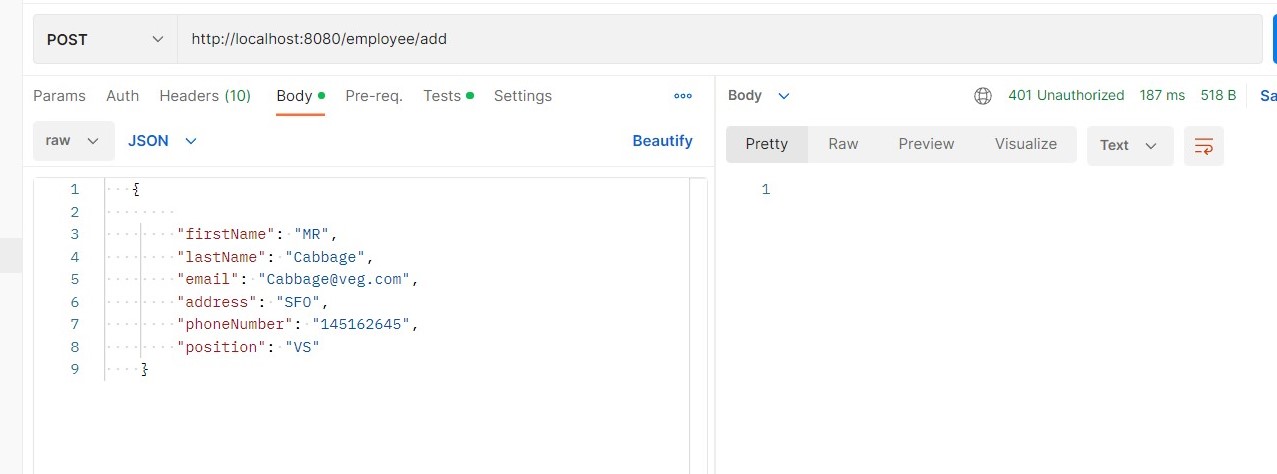 POST http://localhost:8080/employee/add
Params Auth Headers (10) Body Pre-req. Tests Settings
raw JSON Beautify
1 {
2
3 "firstName": "MR",
4 "lastName": "Cabbage",
5 "email": "Cabbage@veg.com",
6 "address": "SFO",
7 "phoneNumber": "145162645",
8 "position": "VS"
9 }
Body 401 Unauthorized 187 ms 518 B Sa
Pretty Raw Preview Visualize Text
1